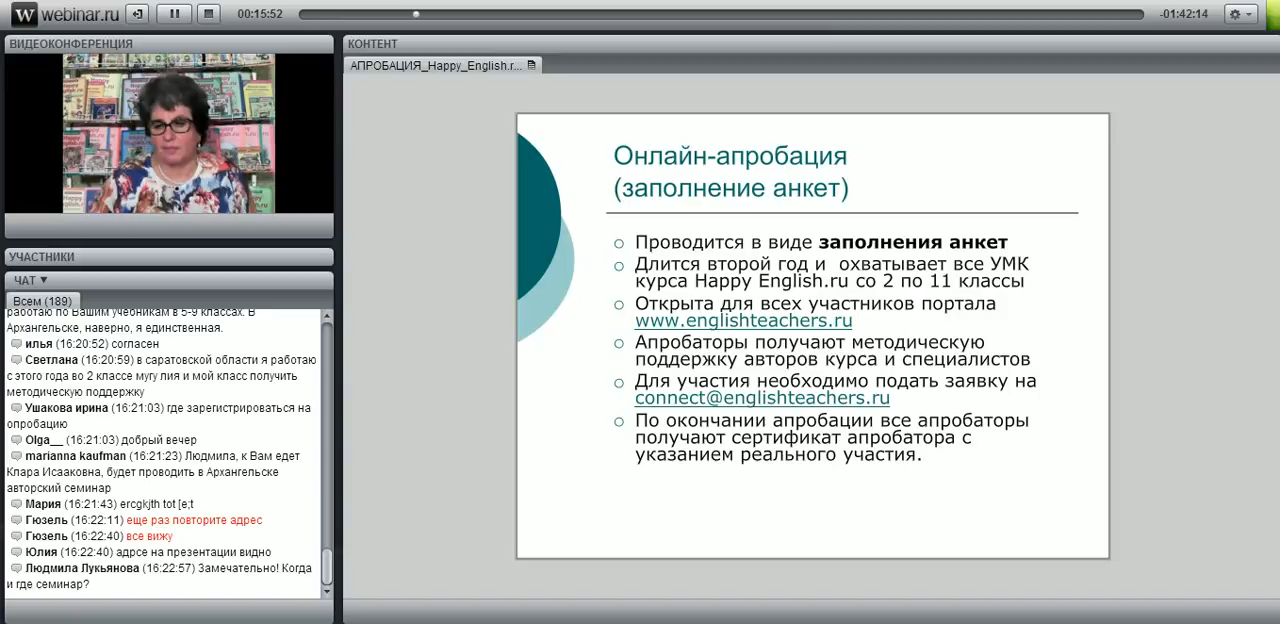 W webinar.ru
00:15:52
-01:42:14
ВИДЕОКОНФЕРЕНЦИЯ
УЧАСТНИКИ
ЧАТ ▼
Всем (189)
работаю по Вашим учебникам в 5-9 классах. В
Архангельске, наверно, я единственная.
илья (16:20:52) согласен
Светлана (16:20:59) в саратовской области я работаю
с этого года во 2 классе мугу лия и мой класс получить
методическую поддержку
Ушакова ирина (16:21:03) где зарегистрироваться на
опробацию
Olga__ (16:21:03) добрый вечер
marianna kaufman (16:21:23) Людмила, к Вам едет
Клара Исааковна, будет проводить в Архангельске
авторский семинар
Мария (16:21:43) ercgkjth tot [e;t
Гюзель (16:22:11) еще раз повторите адрес
Гюзель (16:22:40) все вижу
Юлия (16:22:40) адрсе на презентации видно
Людмила Лукьянова (16:22:57) Замечательно! Когда
и где семинар?
КОНТЕНТ
АПРОБАЦИЯ_Happy_English.r...
Онлайн-апробация
(заполнение анкет)
Проводится в виде заполнения анкет
Длится второй год и охватывает все УМК
курса Happy English.ru со 2 по 11 классы
Открыта для всех участников портала
www.englishteachers.ru
Апробаторы получают методическую
поддержку авторов курса и специалистов
Для участия необходимо подать заявку на
connect@englishteachers.ru
По окончании апробации все апробаторы
получают сертификат апробатора с
указанием реального участия.